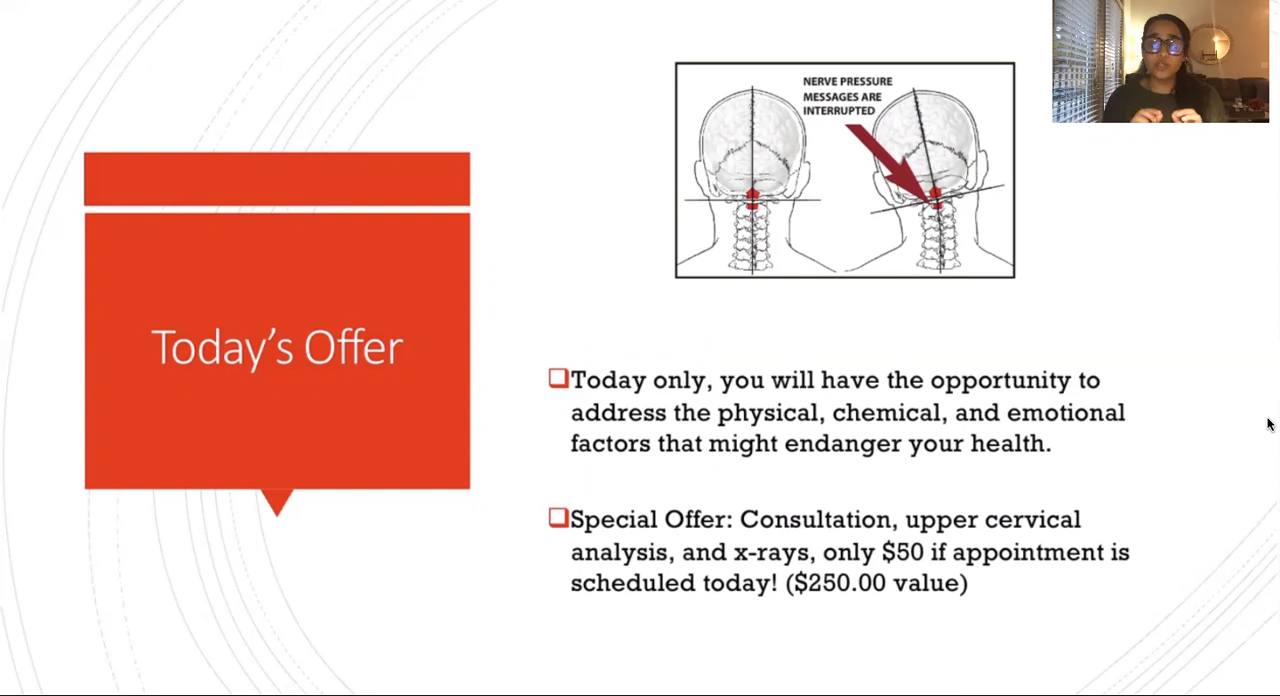 NERVE PRESSURE
MESSAGES ARE
INTERRUPTED
Today's Offer
Today only, you will have the opportunity to
address the physical, chemical, and emotional
factors that might endanger your health.
Special Offer: Consultation, upper cervical
analysis, and x-rays, only $50 if appointment is
scheduled today! ($250.00 value)